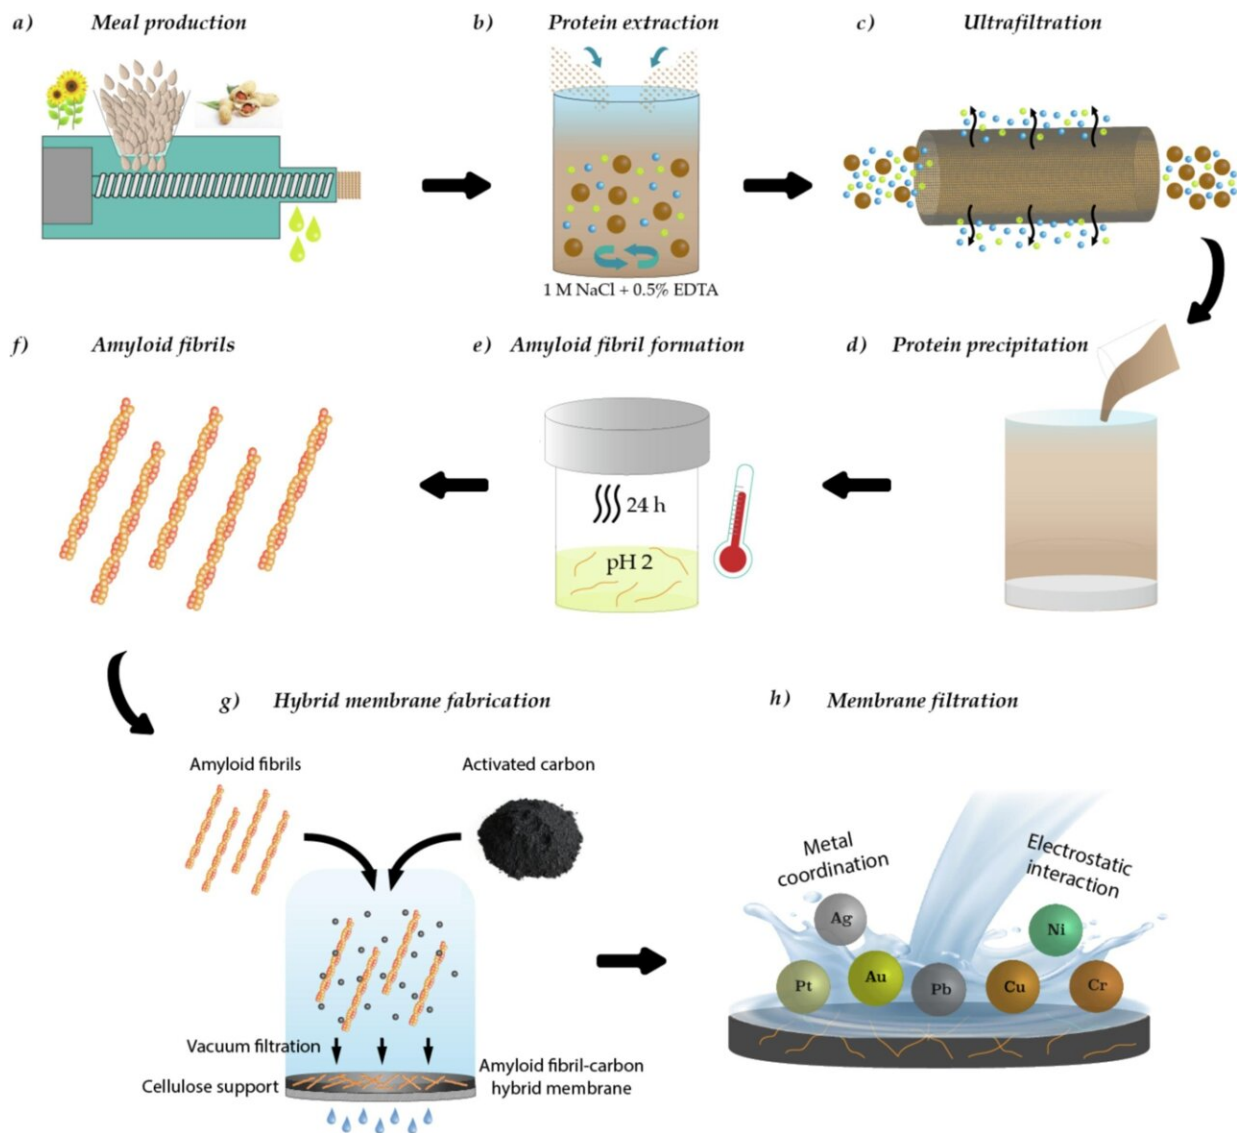 a) Meal production
b) Protein extraction
c) Ultrafiltration
1 M NaCl + 0.5% EDTA
f) Amyloid fibrils
e) Amyloid fibril formation
d) Protein precipitation
24 h
pH 2
g) Hybrid membrane fabrication
h) Membrane filtration
Amyloid fibrils
Activated carbon
Vacuum filtration
Cellulose support
Amyloid fibril-carbon
hybrid membrane
Metal
coordination
Electrostatic
interaction
Ag
Ni
Pt
Au
Pb
Cu
Cr